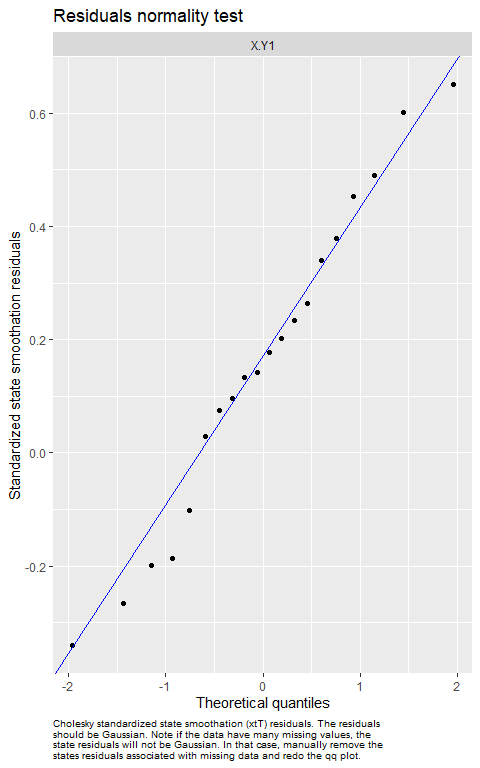 Residuals normality test
X.Y1
Standardized state smoothation residuals
0.6
0.4
0.2
0.0
-0.2
-2
-1
0
1
2
Theoretical quantiles
Cholesky standardized state smoothation (xtT) residuals. The residuals
should be Gaussian. Note if the data have many missing values, the
state residuals will not be Gaussian. In that case, manually remove the
states residuals associated with missing data and redo the qq plot.